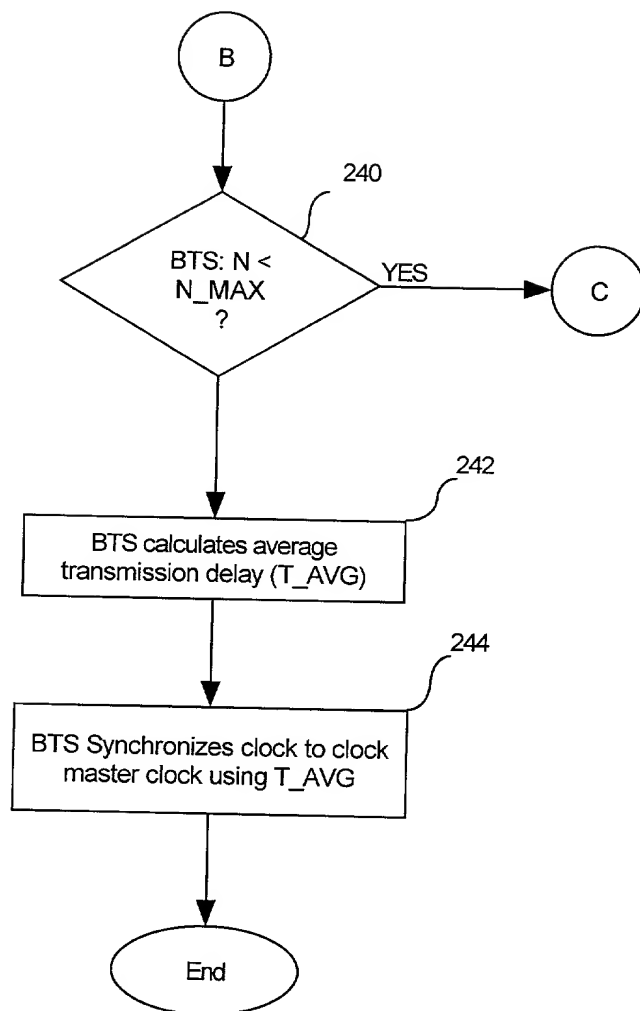 B
240
BTS: N <
N_MAX
?
YES
C
242
BTS calculates average
transmission delay (T_AVG)
244
BTS Synchronizes clock to clock
master clock using T_AVG
End